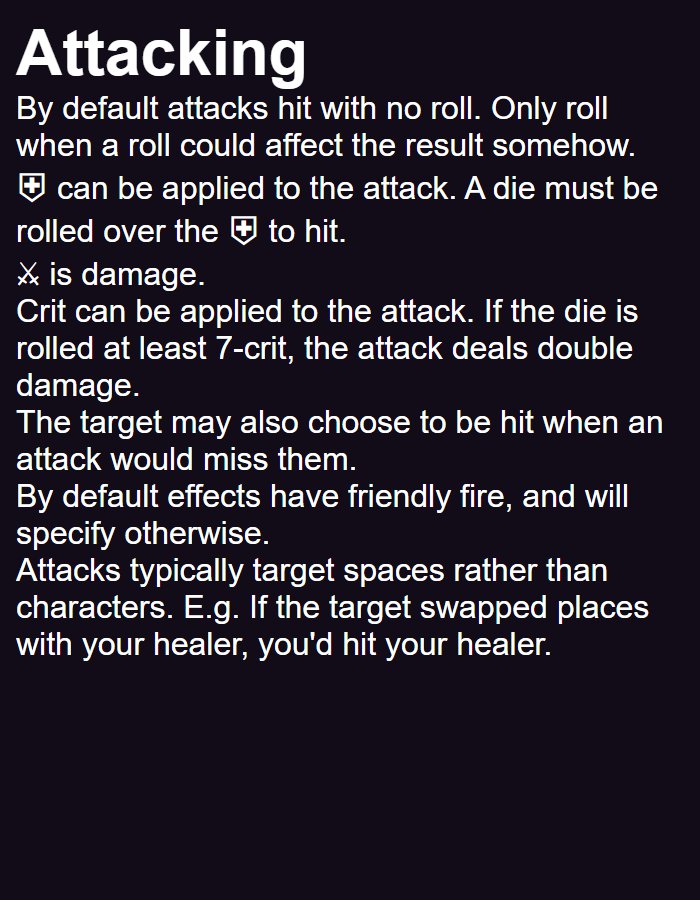 Attacking
By default attacks hit with no roll. Only roll
when a roll could affect the result somehow.
⛨ can be applied to the attack. A die must be
rolled over the ⛨ to hit.
⚔ is damage.
Crit can be applied to the attack. If the die is
rolled at least 7-crit, the attack deals double
damage.
The target may also choose to be hit when an
attack would miss them.
By default effects have friendly fire, and will
specify otherwise.
Attacks typically target spaces rather than
characters. E.g. If the target swapped places
with your healer, you'd hit your healer.